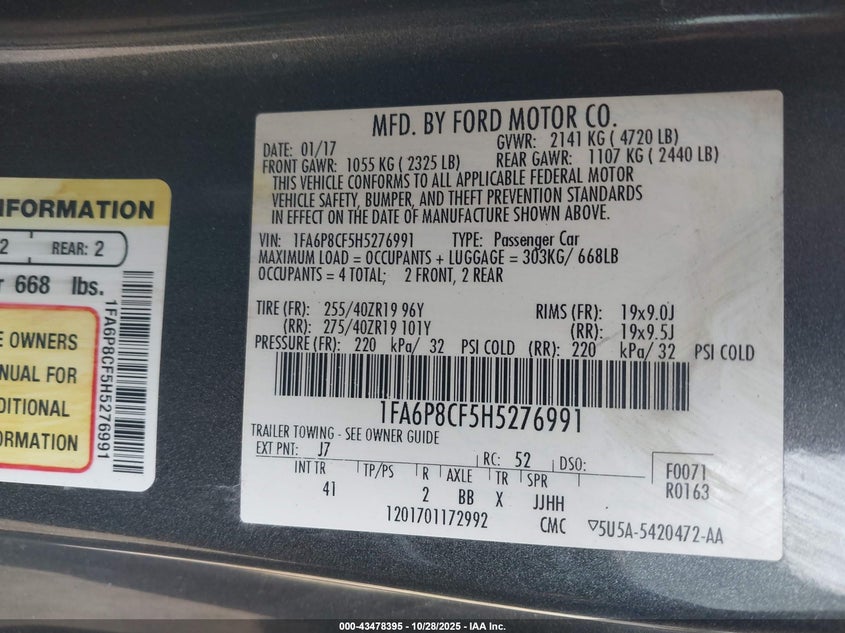 MFD. BY FORD MOTOR CO.
DATE: 01/17 GVWR: 2141 KG ( 4720 LB)
FRONT GAWR: 1055 KG ( 2325 LB) REAR GAWR: 1107 KG ( 2440 LB)
THIS VEHICLE CONFORMS TO ALL APPLICABLE FEDERAL MOTOR
VEHICLE SAFETY, BUMPER, AND THEFT PREVENTION STANDARDS
IN EFFECT ON THE DATE OF MANUFACTURE SHOWN ABOVE.
VIN: 1FA6P8CF5H5276991 TYPE: Passenger Car
MAXIMUM LOAD = OCCUPANTS + LUGGAGE = 303KG/ 668LB
OCCUPANTS = 4 TOTAL; 2 FRONT, 2 REAR
TIRE (FR): 255/40ZR19 96Y RIMS (FR): 19x9.0J
(RR): 275/40ZR19 101Y (RR): 19x9.5J
PRESSURE (FR): 220 kPa/ 32 PSI COLD (RR): 220 kPa/ 32 PSI COLD
1FA6P8CF5H5276991
TRAILER TOWING - SEE OWNER GUIDE
EXT PNT: J7 RC: 52 DSO:
INT TR TP/PS R AXLE TR SPR
41 2 BB X JJHH
F0071
R0163
1201701172992 CMC ▽5U5A-5420472-AA
NFORMATION
2 REAR: 2
r 668 lbs.
E OWNERS
NUAL FOR
DITIONAL
ORMATION
1FA6P8CF5H5276991
000-43478395 - 10/28/2025 - IAA Inc.